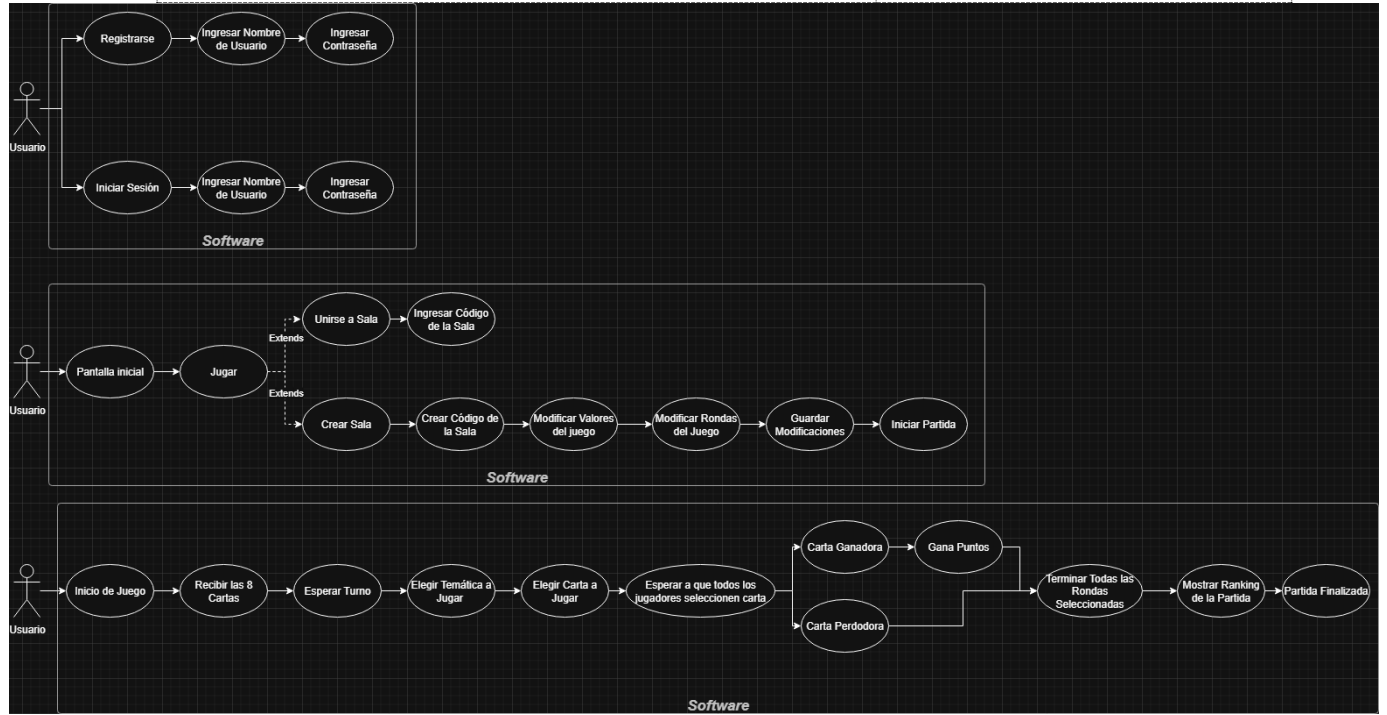 Registrarse
Ingresar Nombre
de Usuario
Ingresar
Contraseña
Usuario
Iniciar Sesión
Ingresar Nombre
de Usuario
Ingresar
Contraseña
Software
Unirse a Sala
Ingresar Código
de la Sala
Extends
Usuario
Pantalla inicial
Jugar
Extends
Crear Sala
Crear Código de
la Sala
Modificar Valores
del juego
Modificar Rondas
del Juego
Guardar
Modificaciones
Iniciar Partida
Software
Usuario
Inicio de Juego
Recibir las 8
Cartas
Esperar Turno
Elegir Temática a
Jugar
Elegir Carta a
Jugar
Esperar a que todos los
jugadores seleccionen carta
Carta Ganadora
Gana Puntos
Carta Perdodora
Terminar Todas las
Rondas
Seleccionadas
Mostrar Ranking
de la Partida
Partida Finalizada
Software